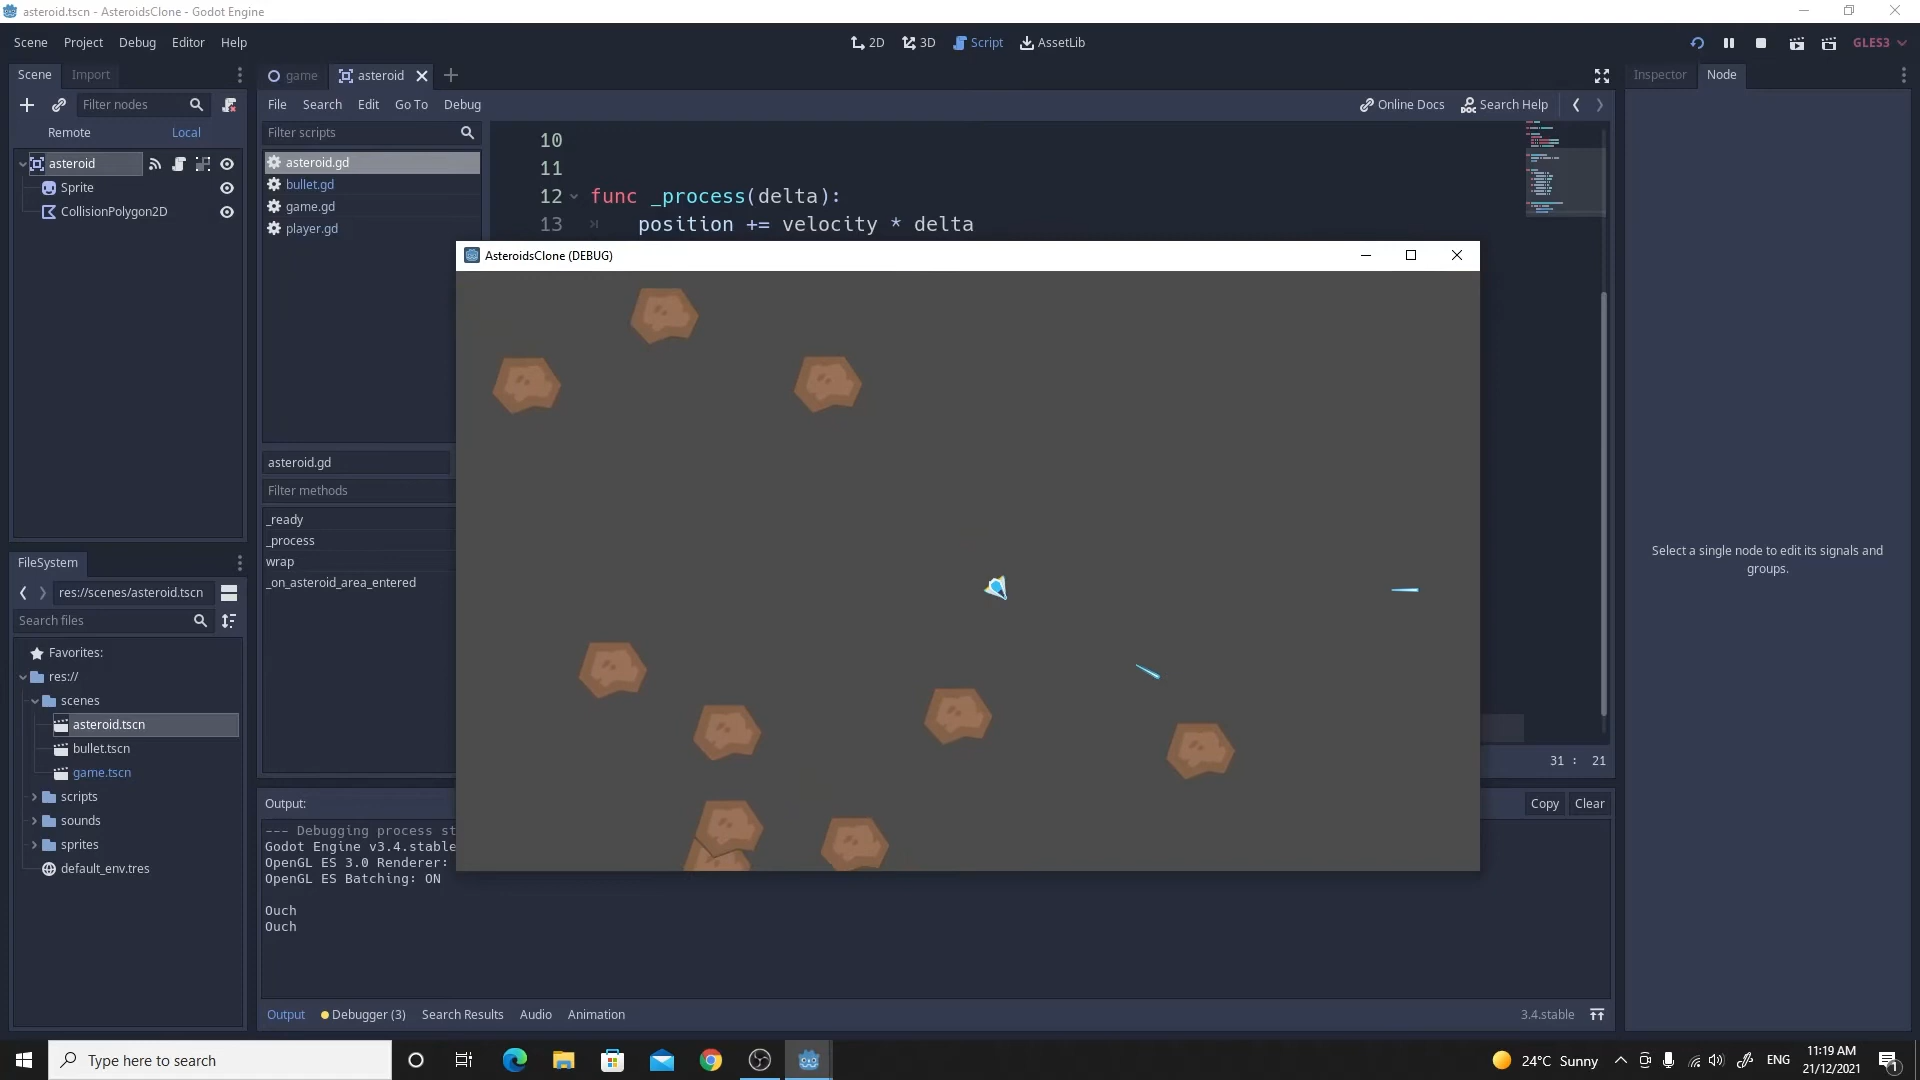 asteroid.tscn - AsteroidsClone - Godot Engine
Scene Project Debug Editor Help
2D 3D Script AssetLib
GLES3
Scene Import
game asteroid
Inspector Node
Filter nodes
File Search Edit Go To Debug
Online Docs Search Help
Remote Local
Filter scripts
asteroid
Sprite
CollisionPolygon2D
asteroid.gd
bullet.gd
game.gd
player.gd
10
11
12 func _process(delta):
13 position += velocity * delta
AsteroidsClone (DEBUG)
asteroid.gd
Filter methods
_ready
_process
wrap
_on_asteroid_area_entered
Select a single node to edit its signals and
groups.
FileSystem
res://scenes/asteroid.tscn
Search files
Favorites:
res://
scenes
asteroid.tscn
bullet.tscn
game.tscn
scripts
sounds
sprites
default_env.tres
31 : 21
Output:
Copy Clear
--- Debugging process st
Godot Engine v3.4.stable
OpenGL ES 3.0 Renderer:
OpenGL ES Batching: ON
Ouch
Ouch
Output Debugger (3) Search Results Audio Animation
3.4.stable
Type here to search
24°C Sunny
ENG
11:19 AM
21/12/2021
1